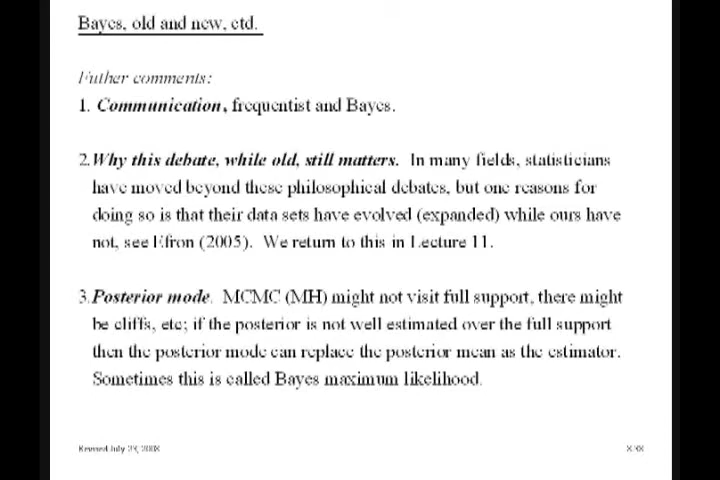 Bayes, old and new, ctd.
Futher comments:
1. Communication, frequentist and Bayes.
2. Why this debate, while old, still matters. In many fields, statisticians
have moved beyond these philosophical debates, but one reasons for
doing so is that their data sets have evolved (expanded) while ours have
not, see Efron (2005). We return to this in Lecture 11.
3. Posterior mode. MCMC (MH) might not visit full support, there might
be cliffs, etc; if the posterior is not well estimated over the full support
then the posterior mode can replace the posterior mean as the estimator.
Sometimes this is called Bayes maximum likelihood.
Revised July 23, 2008